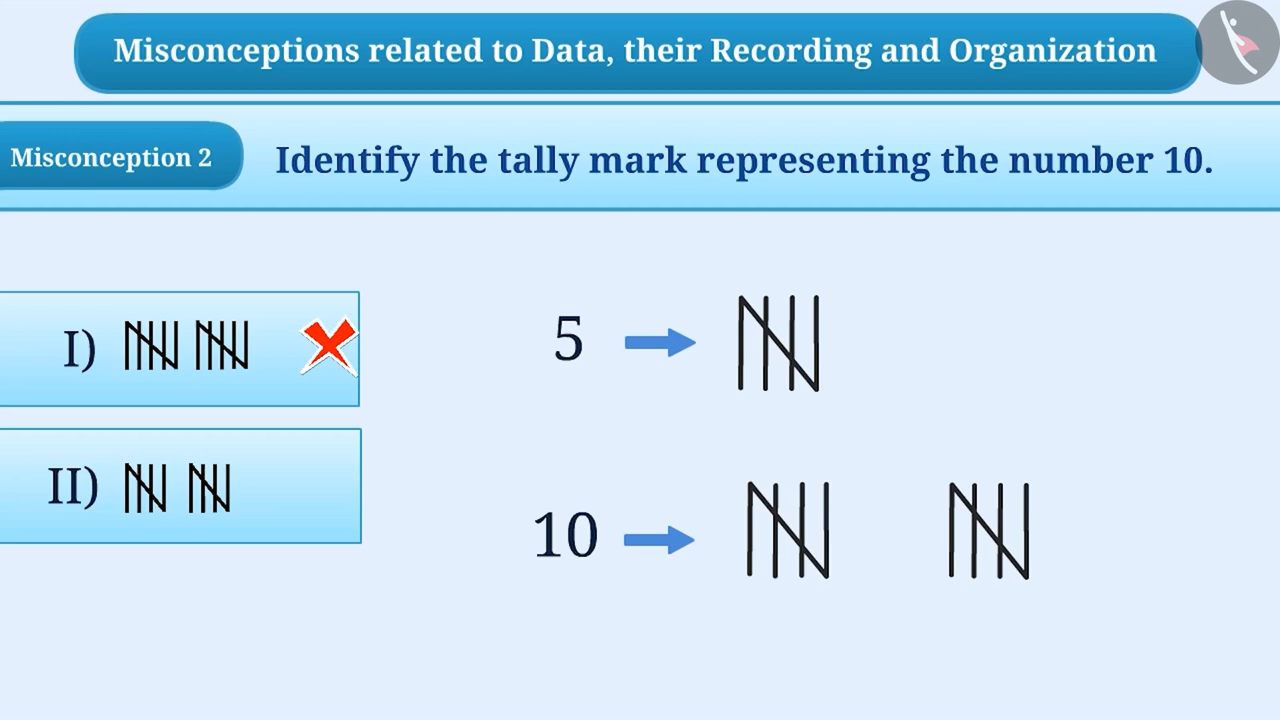 Misconceptions related to Data, their Recording and Organization
Misconception 2
Identify the tally mark representing the number 10.
I)
II)
5
10